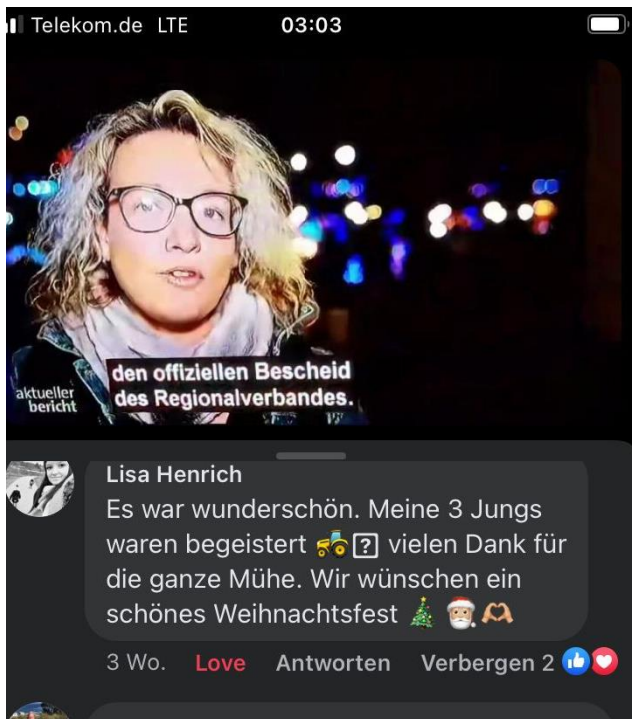 Telekom.de LTE 03:03
den offiziellen Bescheid
des Regionalverbandes.
aktueller
bericht
Lisa Henrich
Es war wunderschön. Meine 3 Jungs
waren begeistert 🚜⍰ vielen Dank für
die ganze Mühe. Wir wünschen ein
schönes Weihnachtsfest 🎄 🎅🏼🫶🏼
3 Wo. Love Antworten Verbergen 2